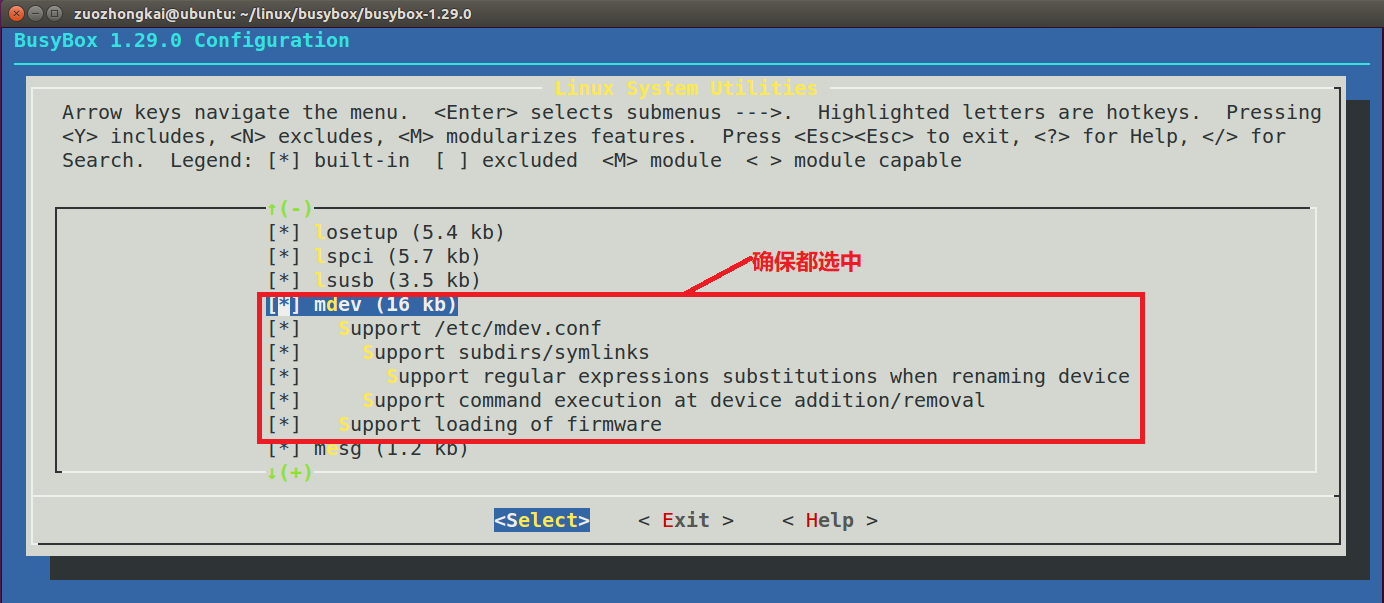 zuozhongkai@ubuntu: ~/linux/busybox/busybox-1.29.0
BusyBox 1.29.0 Configuration
Linux System Utilities
Arrow keys navigate the menu.  <Enter> selects submenus --->.  Highlighted letters are hotkeys.  Pressing
<Y> includes, <N> excludes, <M> modularizes features.  Press <Esc><Esc> to exit, <?> for Help, </> for
Search.  Legend: [*] built-in  [ ] excluded  <M> module  < > module capable
↑(-)
[*] losetup (5.4 kb)
[*] lspci (5.7 kb)
确保都选中
[*] lsusb (3.5 kb)
[*] mdev (16 kb)
[*]   Support /etc/mdev.conf
[*]     Support subdirs/symlinks
[*]       Support regular expressions substitutions when renaming device
[*]     Support command execution at device addition/removal
[*]   Support loading of firmware
[*] mesg (1.2 kb)
↓(+)
<Select>    < Exit >    < Help >